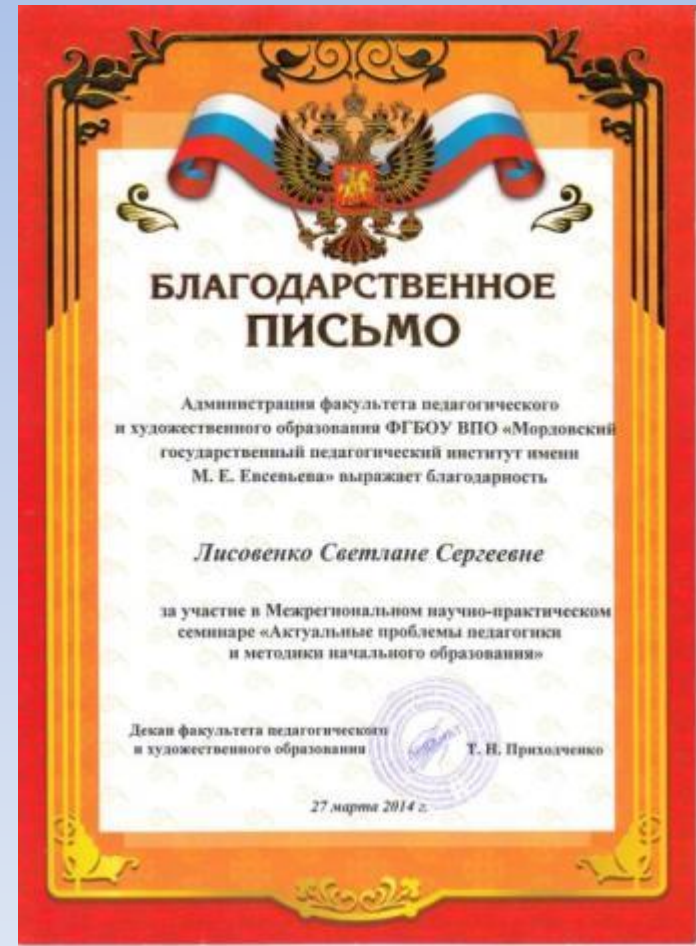 БЛАГОДАРСТВЕННОЕ
ПИСЬМО
Администрация факультета педагогического
и художественного образования ФГБОУ ВПО «Мордовский
государственный педагогический институт имени
М. Е. Евсевьева» выражает благодарность
Лисовенко Светлане Сергеевне
за участие в Межрегиональном научно-практическом
семинаре «Актуальные проблемы педагогики
и методики начального образования»
Декан факультета педагогического
и художественного образования
Т. Н. Приходченко
27 марта 2014 г.